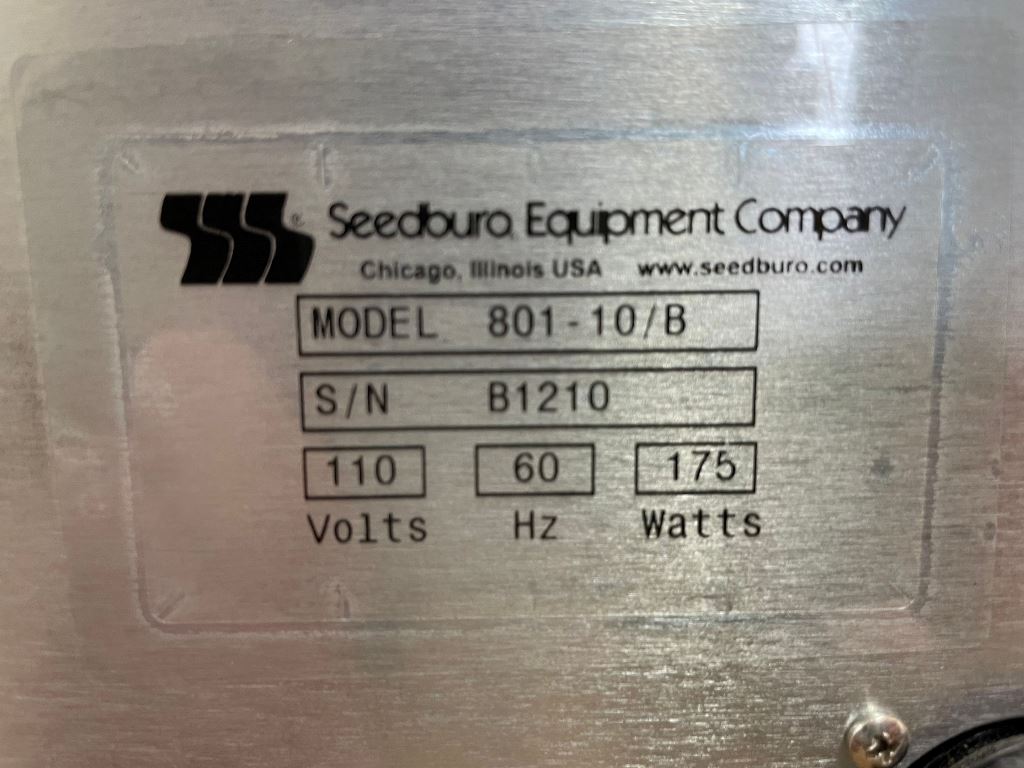 SSS® Seedburo Equipment Company
Chicago, Illinois USA www.seedburo.com
MODEL 801-10/B
S/N B1210
110 60 175
Volts Hz Watts